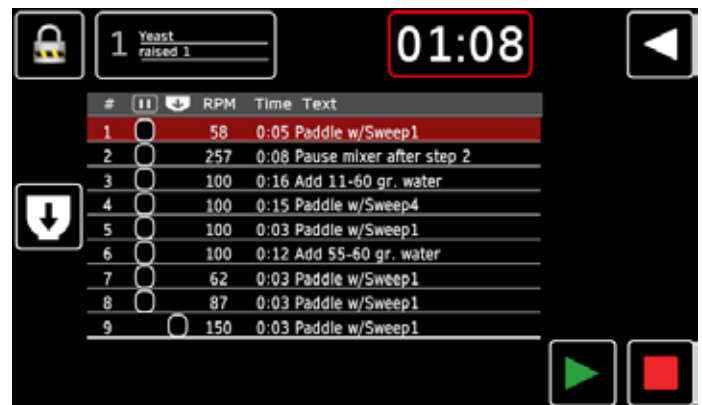 1 Yeast
raised 1
01:08
# RPM Time Text
1 58 0:05 Paddle w/Sweep1
2 257 0:08 Pause mixer after step 2
3 100 0:16 Add 11-60 gr. water
4 100 0:15 Paddle w/Sweep4
5 100 0:03 Paddle w/Sweep1
6 100 0:12 Add 55-60 gr. water
7 62 0:03 Paddle w/Sweep1
8 87 0:03 Paddle w/Sweep1
9 150 0:03 Paddle w/Sweep1